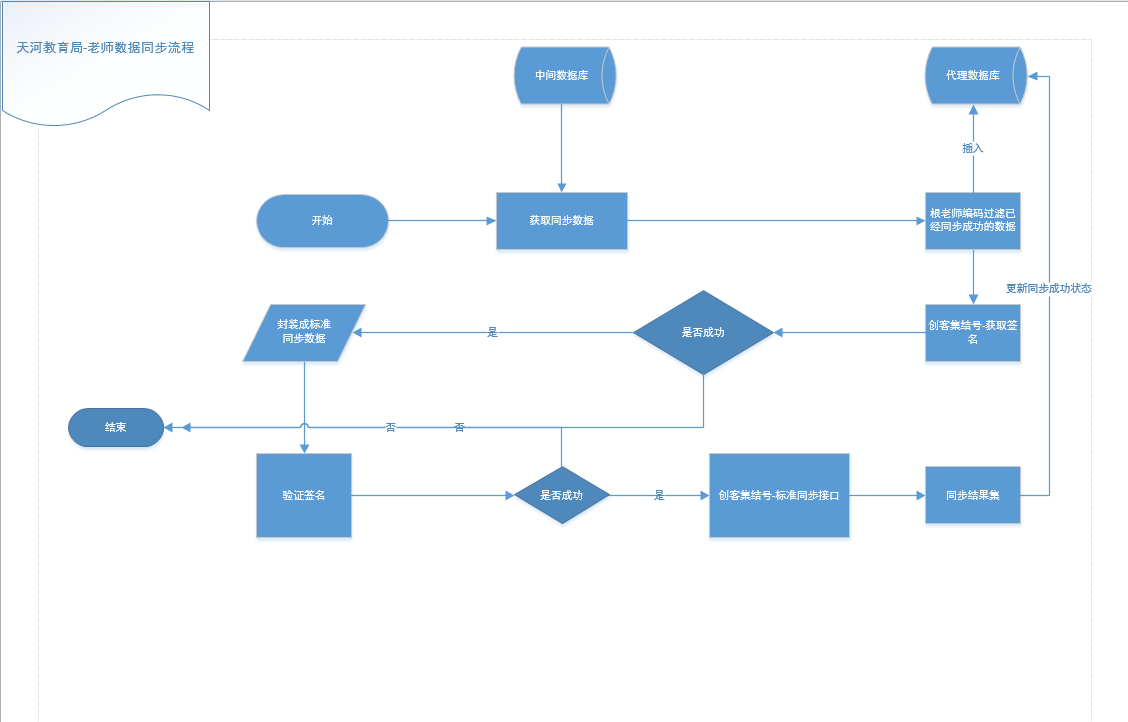 天河教育局-老师数据同步流程
中间数据库
代理数据库
插入
开始
获取同步数据
根老师编码过滤已
经同步成功的数据
更新同步成功状态
封装成标准
同步数据
是
是否成功
创客集结号-获取签
名
结束
否
否
验证签名
是否成功
是
创客集结号-标准同步接口
同步结果集